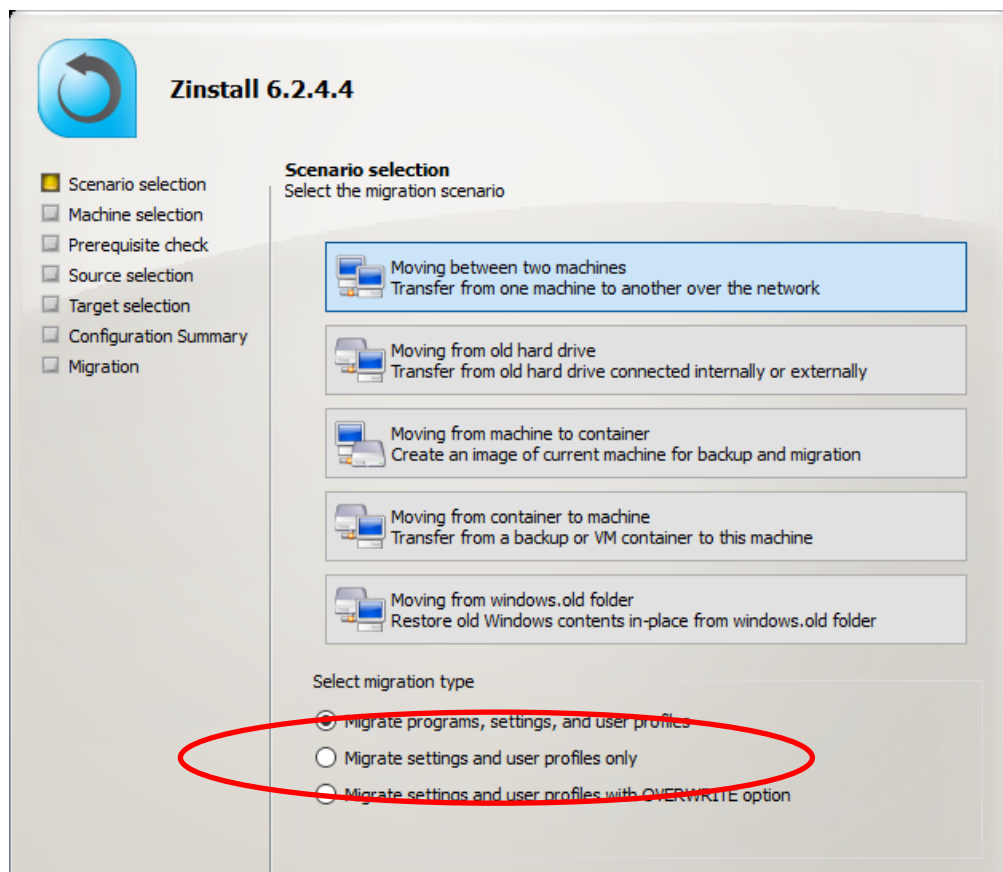 Zinstall 6.2.4.4
Scenario selection
Machine selection
Prerequisite check
Source selection
Target selection
Configuration Summary
Migration
Scenario selection
Select the migration scenario
Moving between two machines
Transfer from one machine to another over the network
Moving from old hard drive
Transfer from old hard drive connected internally or externally
Moving from machine to container
Create an image of current machine for backup and migration
Moving from container to machine
Transfer from a backup or VM container to this machine
Moving from windows.old folder
Restore old Windows contents in-place from windows.old folder
Select migration type
Migrate programs, settings, and user profiles
Migrate settings and user profiles only
Migrate settings and user profiles with OVERWRITE option